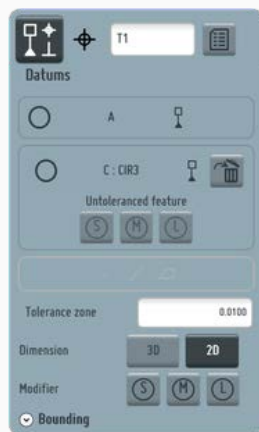 T1
Datums
A
C : CIR3
Untoleranced feature
S M L
Tolerance zone 0.0100
Dimension 3D 2D
Modifier S M L
Bounding